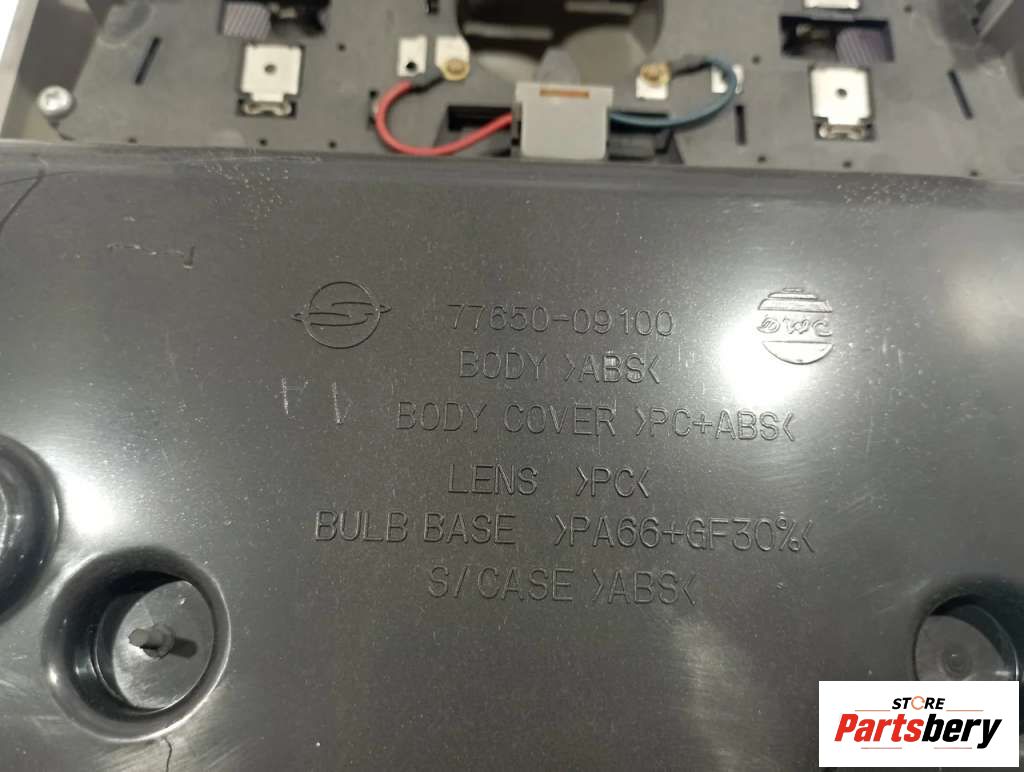 77650-09100
BODY >ABS<
BODY COVER >PC+ABS<
LENS >PC<
BULB BASE >PA66+GF30%<
S/CASE >ABS<
STORE
Partsbery